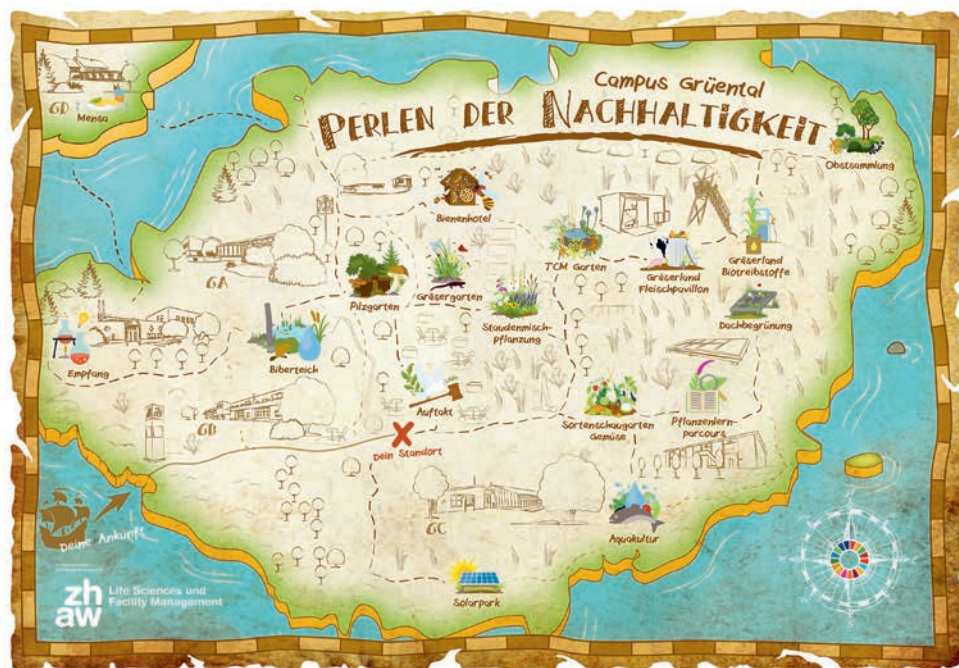 Campus Grüental
PERLEN DER NACHHALTIGKEIT
GD
Mensa
Obstsammlung
Bienenhotel
GA
Pilzgarten
Gräsergarten
Staudenmisch-
pflanzung
TCM Garten
Gräserland
Fleischpavillon
Gräserland
Biotreibstoffe
Dachbegrünung
Empfang
Biberteich
Auftakt
GB
Dein Standort
Sortenschaugarten
Gemüse
Pflanzenlern-
parcours
GC
Aquakultur
Deine Ankunft
Solarpark
zh
aw
Life Sciences und
Facility Management